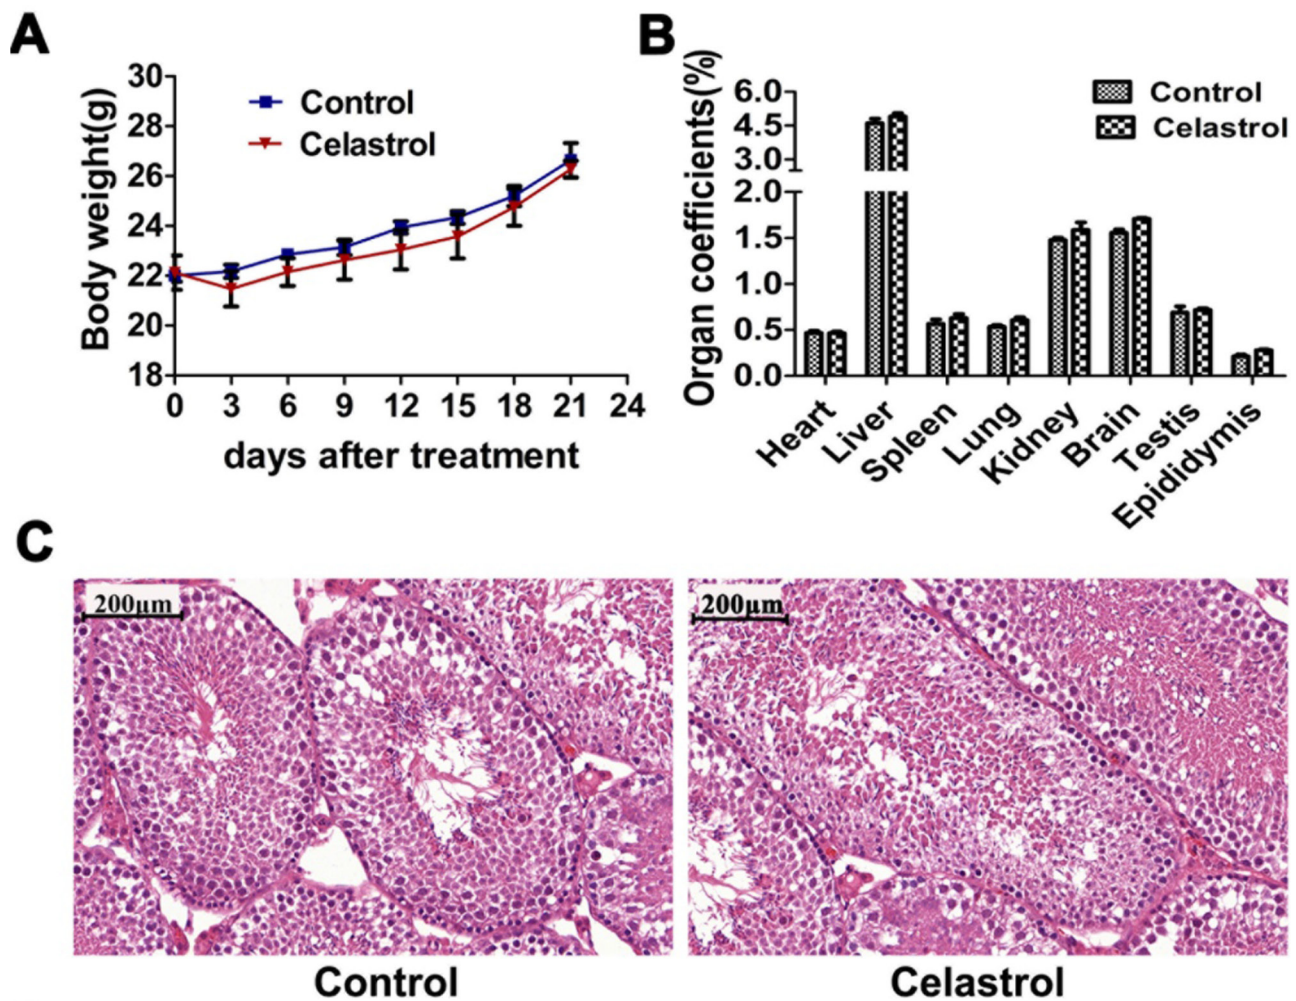 A
Body weight(g)
30
28
26
24
22
20
18
Control
Celastrol
0 3 6 9 12 15 18 21 24
days after treatment
B
Organ coefficients(%)
6.0
4.5
3.0
2.0
1.5
1.0
0.5
0.0
Control
Celastrol
Heart
Liver
Spleen
Lung
Kidney
Brain
Testis
Epididymis
C
200μm
200μm
Control
Celastrol